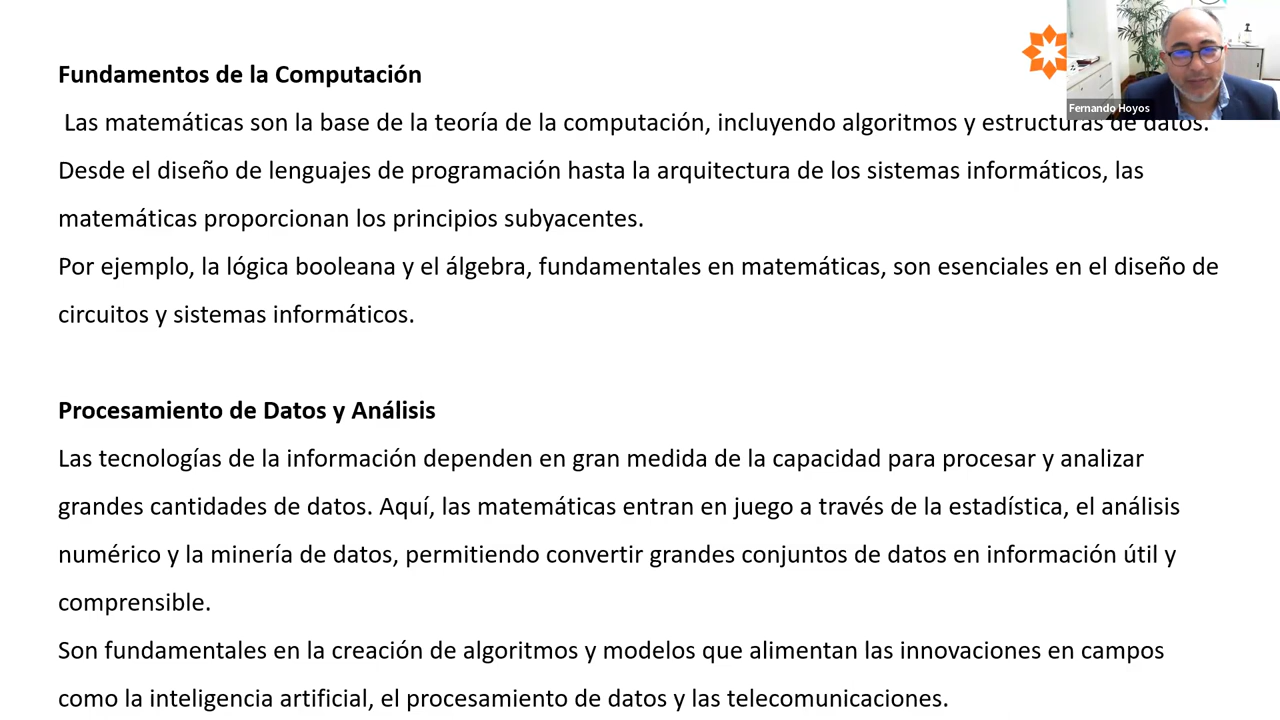 Fundamentos de la Computación
Fernando Hoyos
Las matemáticas son la base de la teoría de la computación, incluyendo algoritmos y estructuras de datos.
Desde el diseño de lenguajes de programación hasta la arquitectura de los sistemas informáticos, las
matemáticas proporcionan los principios subyacentes.
Por ejemplo, la lógica booleana y el álgebra, fundamentales en matemáticas, son esenciales en el diseño de
circuitos y sistemas informáticos.
Procesamiento de Datos y Análisis
Las tecnologías de la información dependen en gran medida de la capacidad para procesar y analizar
grandes cantidades de datos. Aquí, las matemáticas entran en juego a través de la estadística, el análisis
numérico y la minería de datos, permitiendo convertir grandes conjuntos de datos en información útil y
comprensible.
Son fundamentales en la creación de algoritmos y modelos que alimentan las innovaciones en campos
como la inteligencia artificial, el procesamiento de datos y las telecomunicaciones.